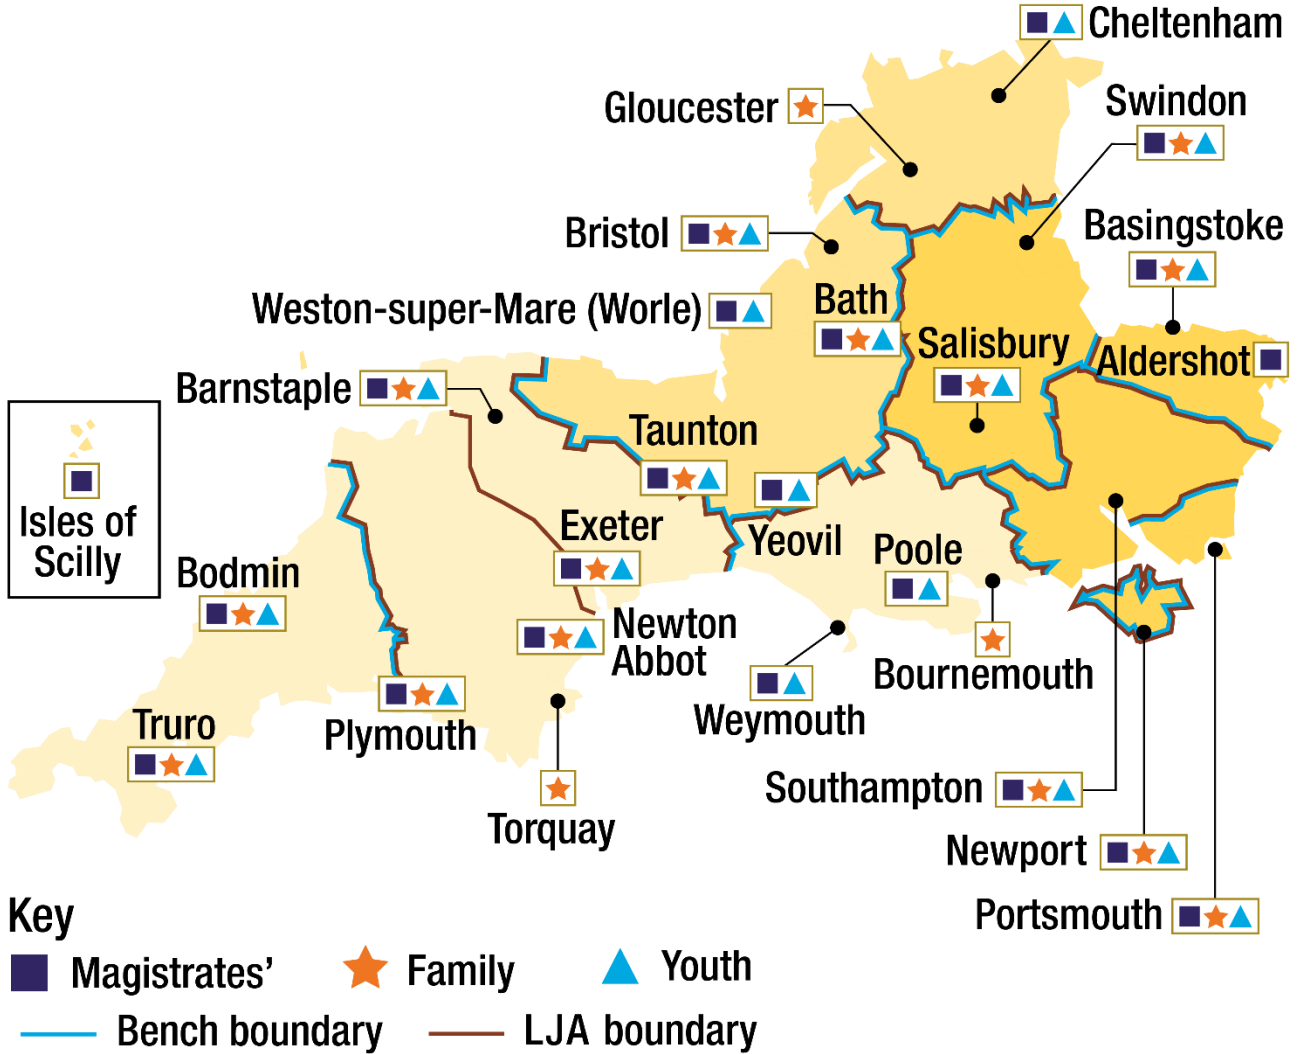 Cheltenham
Gloucester
Swindon
Bristol
Basingstoke
Weston-super-Mare (Worle)
Bath
Salisbury
Aldershot
Barnstaple
Taunton
Isles of
Scilly
Exeter
Yeovil
Poole
Bodmin
Newton
Abbot
Bournemouth
Weymouth
Truro
Plymouth
Southampton
Torquay
Newport
Portsmouth
Key
Magistrates’
Family
Youth
Bench boundary
LJA boundary